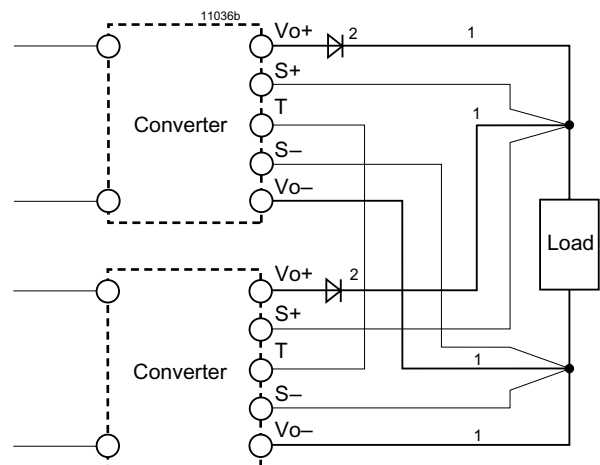 11036b
Vo+
2
1
S+
T
1
Converter
S–
Vo–
Load
Vo+
2
S+
T
1
Converter
S–
Vo–
1